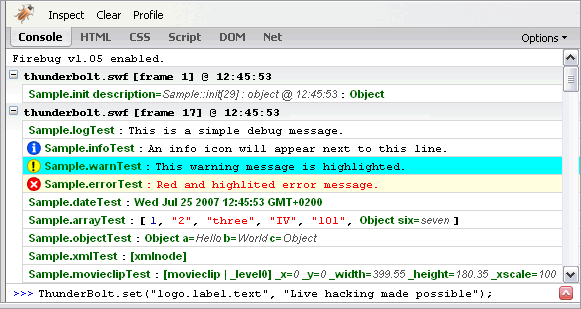 Inspect Clear Profile
Console HTML CSS Script DOM Net Options
Firebug v1.05 enabled.
thunderbolt.swf [frame 1] @ 12:45:53
Sample.init description=Sample::init[29] : object @ 12:45:53 : Object
thunderbolt.swf [frame 17] @ 12:45:53
Sample.logTest : This is a simple debug message.
Sample.infoTest : An info icon will appear next to this line.
Sample.warnTest : This warning message is highlighted.
Sample.errorTest : Red and highlited error message.
Sample.dateTest : Wed Jul 25 2007 12:45:53 GMT+0200
Sample.arrayTest : [ 1, "2", "three", "IV", "101", Object six=seven ]
Sample.objectTest : Object a=Hello b=World c=Object
Sample.xmlTest : [xmlnode]
Sample.movieclipTest : [movieclip | _level0] _x=0 _y=0 _width=399.55 _height=180.35 _xscale=100
>>> ThunderBolt.set("logo.label.text", "Live hacking made possible");